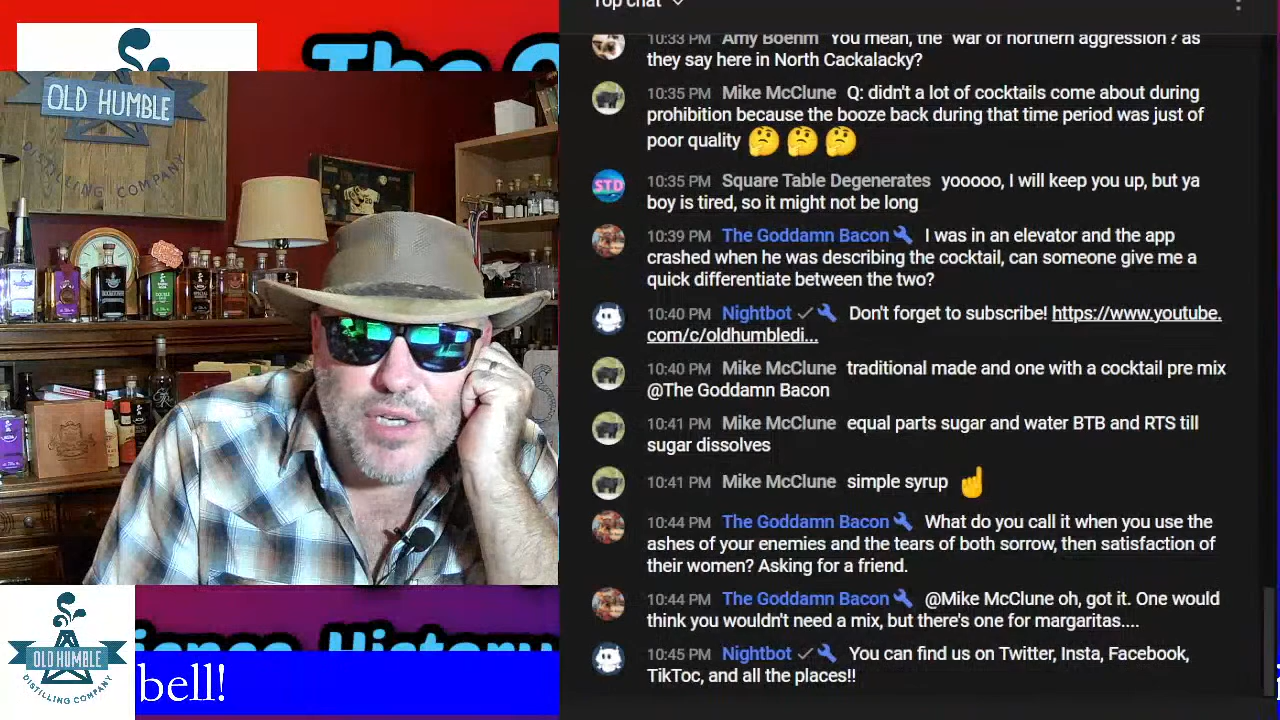 The
OLD HUMBLE
DISTILLING COMPANY
Top chat
10:33 PM Amy Boehm You mean, the "war of northern aggression? as
they say here in North Cackalacky?
10:35 PM Mike McClune Q: didn't a lot of cocktails come about during
prohibition because the booze back during that time period was just of
poor quality 🤔 🤔 🤔
STD
10:35 PM Square Table Degenerates yooooo, I will keep you up, but ya
boy is tired, so it might not be long
10:39 PM The Goddamn Bacon I was in an elevator and the app
crashed when he was describing the cocktail, can someone give me a
quick differentiate between the two?
10:40 PM Nightbot Don't forget to subscribe! https://www.youtube.
com/c/oldhumbledi...
10:40 PM Mike McClune traditional made and one with a cocktail pre mix
@The Goddamn Bacon
10:41 PM Mike McClune equal parts sugar and water BTB and RTS till
sugar dissolves
10:41 PM Mike McClune simple syrup ☝
10:44 PM The Goddamn Bacon What do you call it when you use the
ashes of your enemies and the tears of both sorrow, then satisfaction of
their women? Asking for a friend.
10:44 PM The Goddamn Bacon @Mike McClune oh, got it. One would
think you wouldn't need a mix, but there's one for margaritas....
10:45 PM Nightbot You can find us on Twitter, Insta, Facebook,
TikToc, and all the places!!
ience, History
OLD HUMBLE
DISTILLING COMPANY
bell!